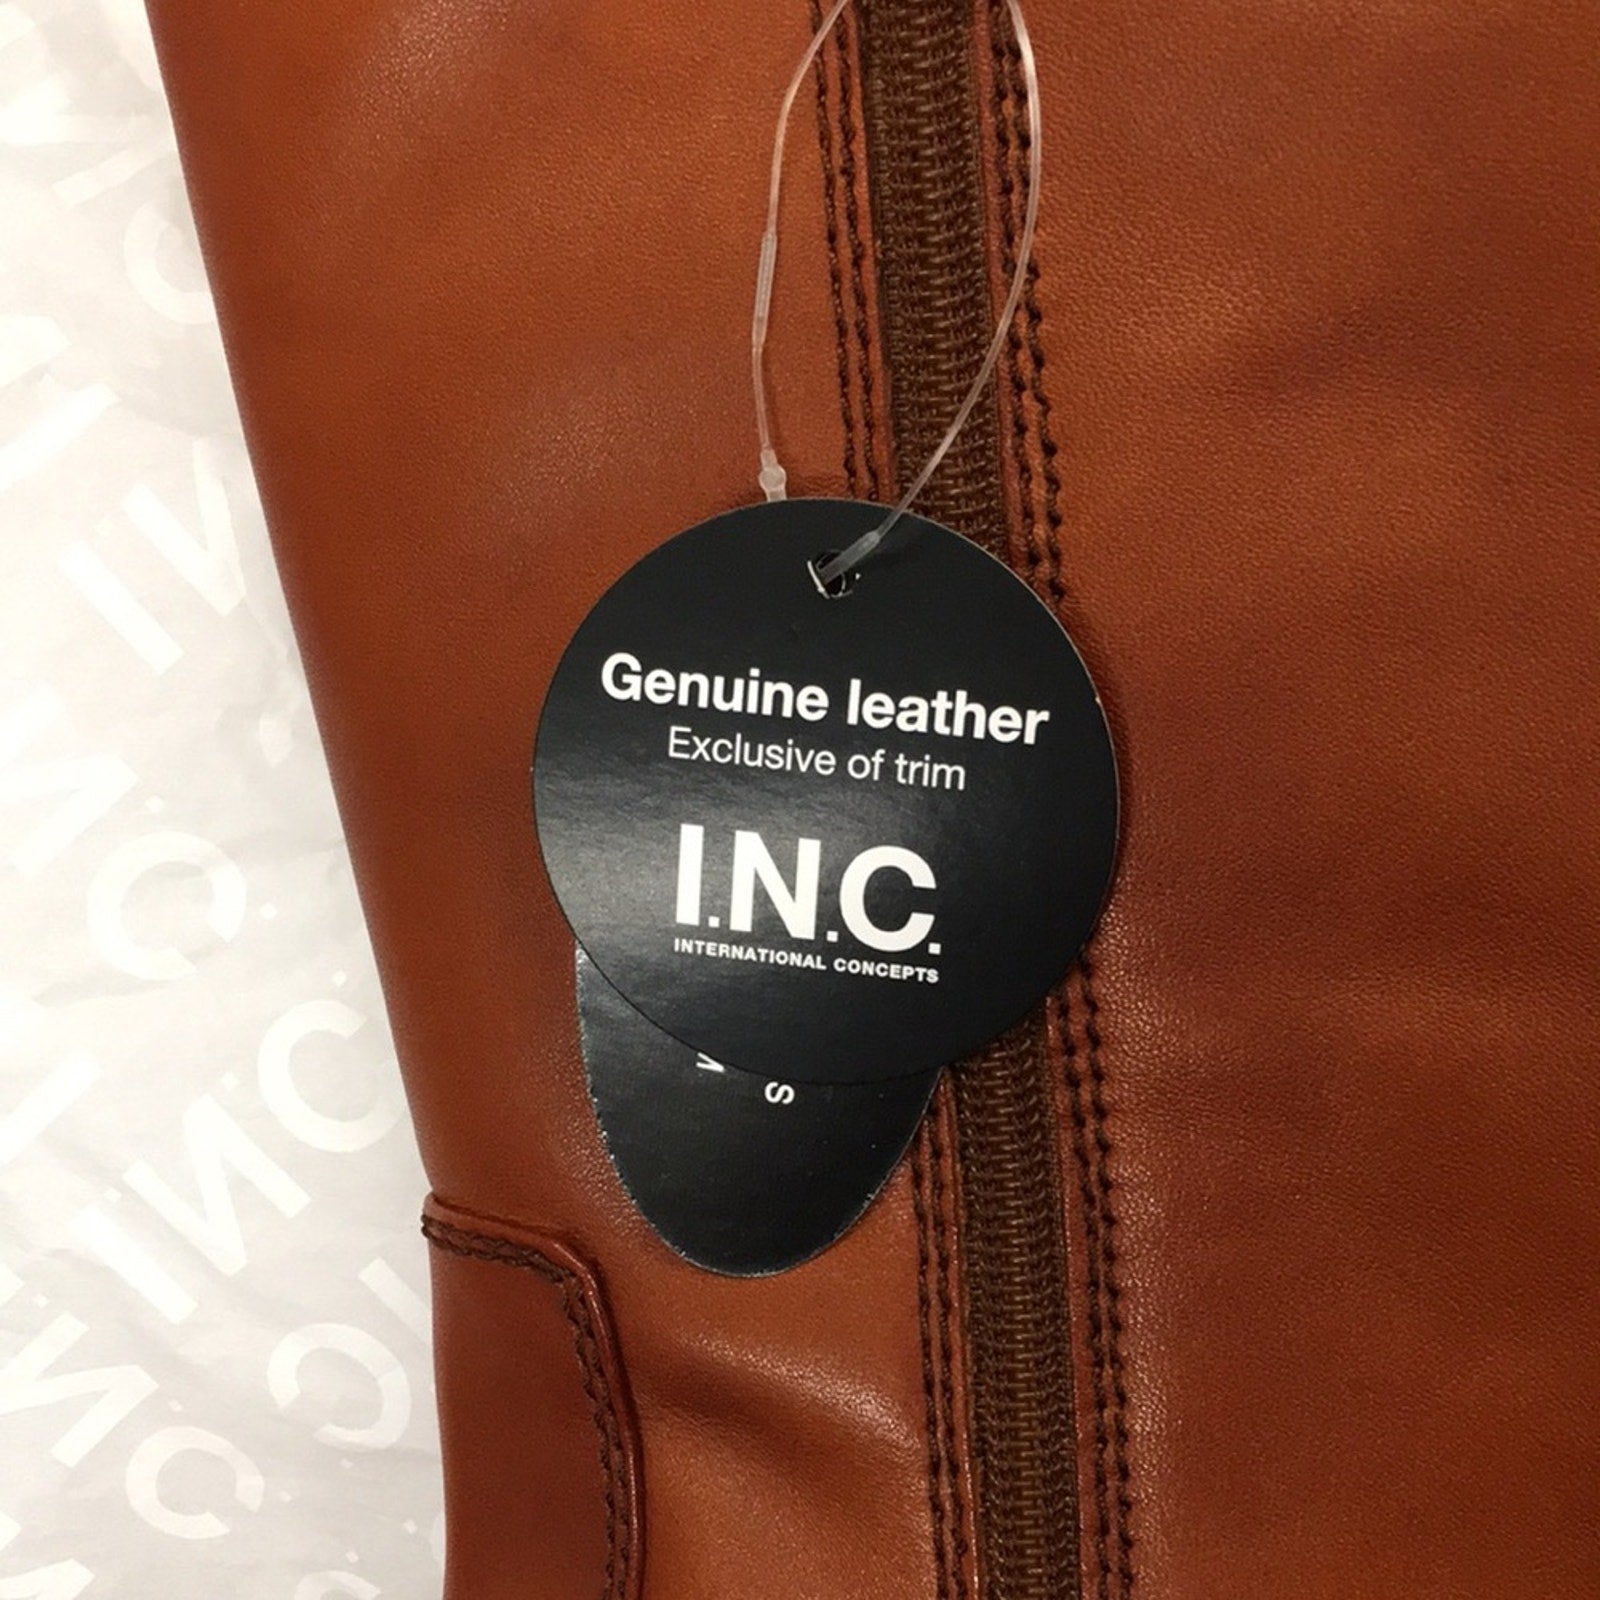 Genuine leather
Exclusive of trim
I.N.C.
INTERNATIONAL CONCEPTS